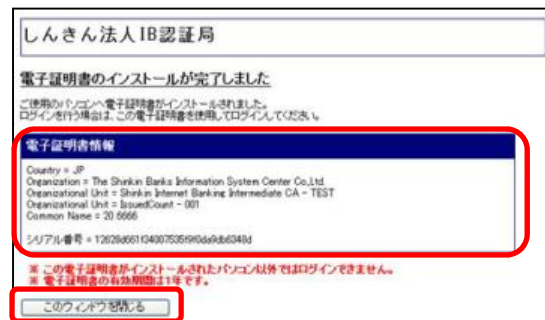 しんきん法人IB認証局
電子証明書のインストールが完了しました
ご使用のパソコンへ電子証明書がインストールされました。
ログインを行う場合は、この電子証明書を使用してログインしてください。
電子証明書情報
Country = JP
Organization = The Shinkin Banks Information System Center Co.,Ltd.
Organizational Unit = Shinkin Internet Banking Intermediate CA - TEST
Organizational Unit = IssuedCount - 001
Common Name = 20 6666
シリアル番号 =
※ この電子証明書がインストールされたパソコン以外ではログインできません。
※ 電子証明書の有効期間は1年です。
このウィンドウを閉じる